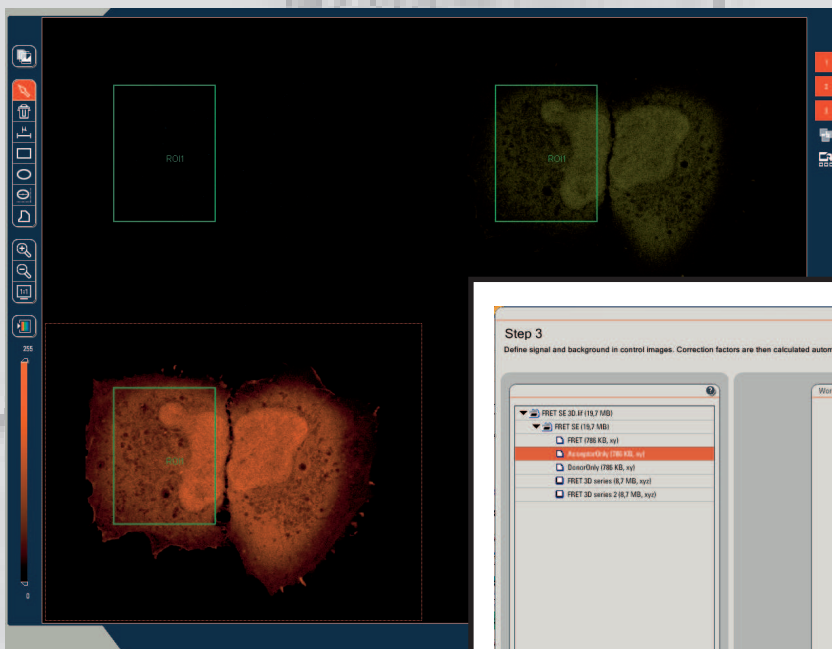 ROI1
ROI1
1:1
255
0
Step 3
Define signal and background in control images. Correction factors are then calculated autom
Wor
FRET SE 3D.lif (19,7 MB)
FRET SE (19,7 MB)
FRET (786 KB, xy)
AcceptorOnly (786 KB, xy)
DonorOnly (786 KB, xy)
FRET 3D series (8,7 MB, xyz)
FRET 3D series 2 (8,7 MB, xyz)